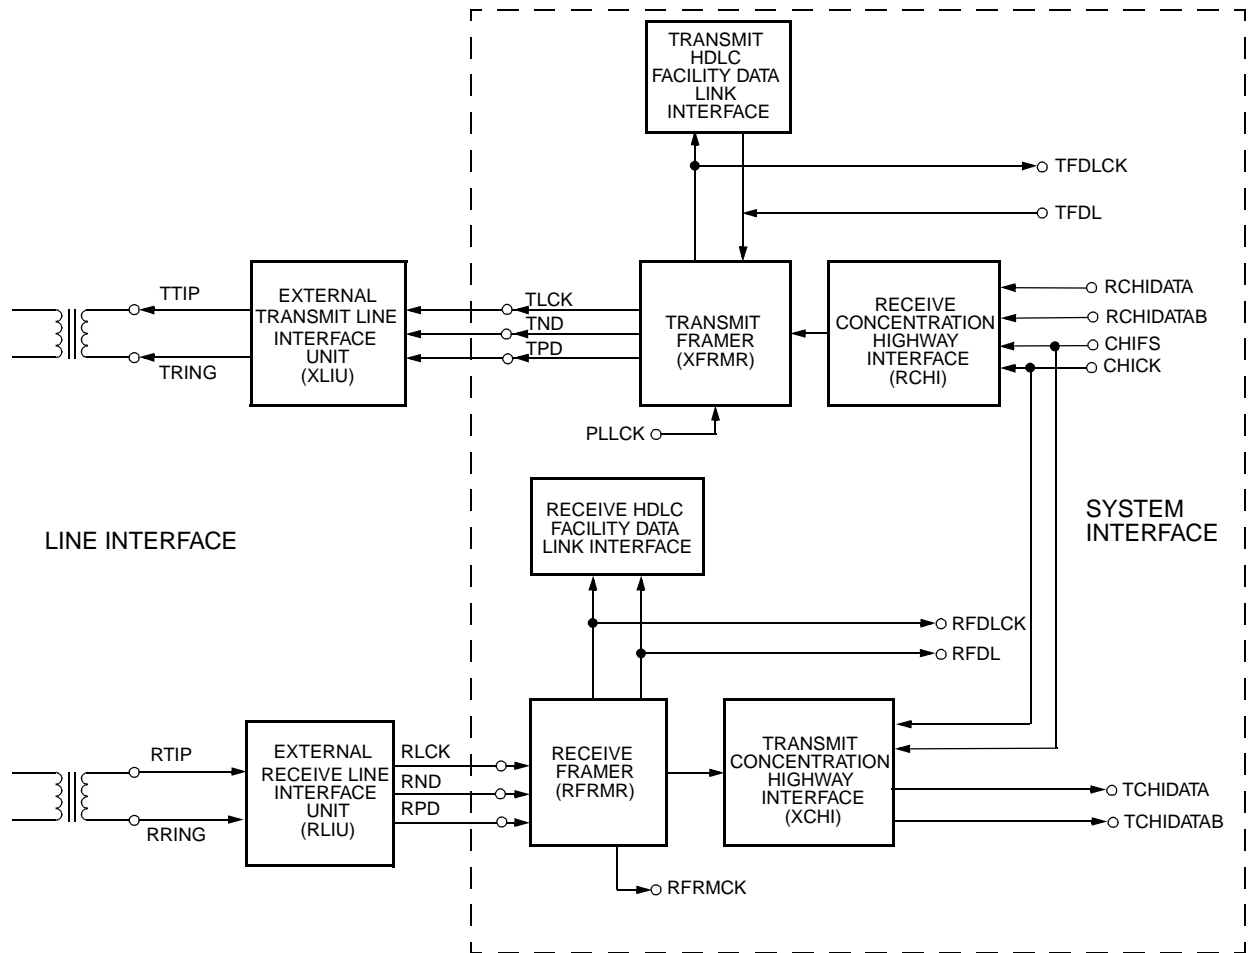 TRANSMIT
HDLC
FACILITY DATA
LINK
INTERFACE
TFDLCK
TFDL
TTIP
TRING
EXTERNAL
TRANSMIT LINE
INTERFACE
UNIT
(XLIU)
TLCK
TND
TPD
TRANSMIT
FRAMER
(XFRMR)
RECEIVE
CONCENTRATION
HIGHWAY
INTERFACE
(RCHI)
RCHIDATA
RCHIDATAB
CHIFS
CHICK
PLLCK
LINE INTERFACE
RECEIVE HDLC
FACILITY DATA
LINK INTERFACE
SYSTEM
INTERFACE
RFDLCK
RFDL
RTIP
RRING
EXTERNAL
RECEIVE LINE
INTERFACE
UNIT
(RLIU)
RLCK
RND
RPD
RECEIVE
FRAMER
(RFRMR)
TRANSMIT
CONCENTRATION
HIGHWAY
INTERFACE
(XCHI)
TCHIDATA
TCHIDATAB
RFRMCK